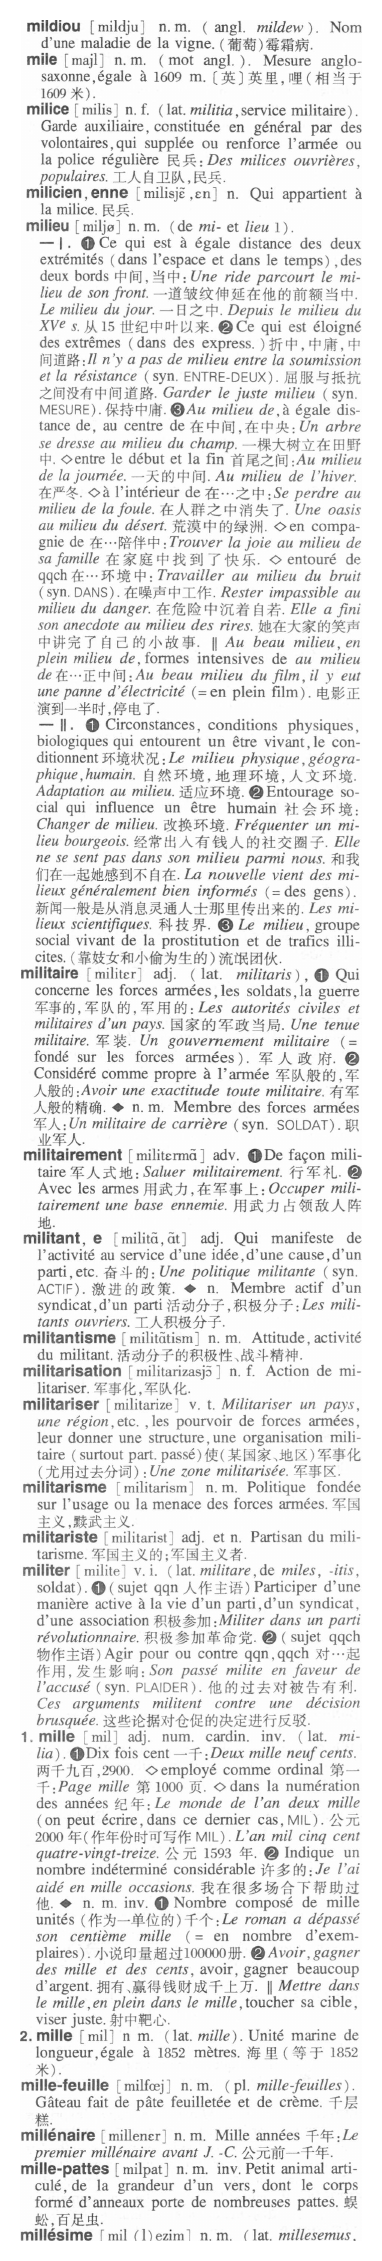 mildiou [mildju] n. m. ( angl. mildew ). Nom
d'une maladie de la vigne. (葡萄)霉霜病.
mile [majl] n. m. ( mot angl. ). Mesure anglo-
saxonne,égale à 1609 m.〔英〕英里,哩(相当于
1609 米).
milice [milis] n. f. ( lat. militia,service militaire).
Garde auxiliaire, constituée en général par des
volontaires,qui supplée ou renforce l'armée ou
la police régulière 民兵:Des milices ouvrières,
populaires. 工人自卫队,民兵.
milicien,enne [milisjɛ̃,ɛn] n. Qui appartient à
la milice. 民兵.
milieu [miljø] n. m. (de mi- et lieu 1).
— Ⅰ. ❶ Ce qui est à égale distance des deux
extrémités (dans l'espace et dans le temps),des
deux bords 中间,当中: Une ride parcourt le mi-
lieu de son front. 一道皱纹伸延在他的前额当中.
Le milieu du jour. 一日之中. Depuis le milieu du
XVe s. 从 15 世纪中叶以来. ❷ Ce qui est éloigné
des extrêmes (dans des express. )折中,中庸,中
间道路:Il n'y a pas de milieu entre la soumission
et la résistance (syn. ENTRE-DEUX). 屈服与抵抗
之间没有中间道路. Garder le juste milieu ( syn.
MESURE). 保持中庸. ❸ Au milieu de,à égale dis-
tance de, au centre de 在中间,在中央: Un arbre
se dresse au milieu du champ. 一棵大树立在田野
中. ◇entre le début et la fin 首尾之间:Au milieu
de la journée. 一天的中间. Au milieu de l'hiver.
在严冬. ◇à l'intérieur de 在…之中:Se perdre au
milieu de la foule. 在人群之中消失了. Une oasis
au milieu du désert. 荒漠中的绿洲. ◇en compa-
gnie de 在…陪伴中:Trouver la joie au milieu de
sa famille 在家庭中找到了快乐. ◇ entouré de
qqch 在…环境中: Travailler au milieu du bruit
(syn. DANS). 在噪声中工作. Rester impassible au
milieu du danger. 在危险中沉着自若. Elle a fini
son anecdote au milieu des rires. 她在大家的笑声
中讲完了自己的小故事. ‖ Au beau milieu,en
plein milieu de,formes intensives de au milieu
de 在…正中间:Au beau milieu du film,il y eut
une panne d'électricité (=en plein film). 电影正
演到一半时,停电了.
— Ⅱ. ❶ Circonstances, conditions physiques,
biologiques qui entourent un être vivant,le con-
ditionnent 环境状况:Le milieu physique,géogra-
phique,humain. 自然环境,地理环境,人文环境.
Adaptation au milieu. 适应环境. ❷ Entourage so-
cial qui influence un être humain 社会环境:
Changer de milieu. 改换环境. Fréquenter un mi-
lieu bourgeois. 经常出入有钱人的社交圈子. Elle
ne se sent pas dans son milieu parmi nous. 和我
们在一起她感到不自在. La nouvelle vient des mi-
lieux généralement bien informés (= des gens).
新闻一般是从消息灵通人士那里传出来的. Les mi-
lieux scientifiques. 科技界. ❸ Le milieu, groupe
social vivant de la prostitution et de trafics illi-
cites. (靠妓女和小偷为生的)流氓团伙.
militaire [militɛr] adj. ( lat. militaris), ❶ Qui
concerne les forces armées,les soldats,la guerre
军事的,军队的,军用的: Les autorités civiles et
militaires d'un pays. 国家的军政当局. Une tenue
militaire. 军装. Un gouvernement militaire (=
fondé sur les forces armées). 军人政府. ❷
Considéré comme propre à l'armée 军队般的,军
人般的:Avoir une exactitude toute militaire. 有军
人般的精确. ◆ n. m. Membre des forces armées
军人:Un militaire de carrière (syn. SOLDAT). 职
业军人.
militairement [militɛrmɑ̃] adv. ❶De façon mili-
taire 军人式地: Saluer militairement. 行军礼. ❷
Avec les armes 用武力,在军事上: Occuper mili-
tairement une base ennemie. 用武力占领敌人阵
地.
militant, e [militɑ̃, ɑ̃t] adj. Qui manifeste de
l'activité au service d'une idée,d'une cause,d'un
parti,etc. 奋斗的: Une politique militante ( syn.
ACTIF). 激进的政策. ◆ n. Membre actif d'un
syndicat,d'un parti 活动分子,积极分子:Les mili-
tants ouvriers. 工人积极分子.
militantisme [militɑ̃tism] n. m. Attitude,activité
du militant. 活动分子的积极性、战斗精神.
militarisation [militarizasjɔ̃] n. f. Action de mi-
litariser. 军事化,军队化.
militariser [militarize] v. t. Militariser un pays,
une région,etc. ,les pourvoir de forces armées,
leur donner une structure,une organisation mili-
taire (surtout part. passé)使(某国家、地区)军事化
(尤用过去分词):Une zone militarisée. 军事区.
militarisme [militarism] n. m. Politique fondée
sur l'usage ou la menace des forces armées. 军国
主义,黩武主义.
militariste [militarist] adj. et n. Partisan du mili-
tarisme. 军国主义的;军国主义者.
militer [milite] v. i. (lat. militare,de miles, -itis,
soldat). ❶ (sujet qqn 人作主语) Participer d'une
manière active à la vie d'un parti,d'un syndicat,
d'une association 积极参加:Militer dans un parti
révolutionnaire. 积极参加革命党. ❷ ( sujet qqch
物作主语) Agir pour ou contre qqn,qqch 对…起
作用,发生影响: Son passé milite en faveur de
l'accusé (syn. PLAIDER). 他的过去对被告有利.
Ces arguments militent contre une décision
brusquée. 这些论据对仓促的决定进行反驳.
1. mille [mil] adj. num. cardin. inv. ( lat. mi-
lia). ❶Dix fois cent 一千:Deux mille neuf cents.
两千九百,2900. ◇employé comme ordinal 第一
千:Page mille 第 1000 页. ◇dans la numération
des années 纪年: Le monde de l'an deux mille
(on peut écrire,dans ce dernier cas,MIL). 公元
2000 年(作年份时可写作 MIL). L'an mil cinq cent
quatre-vingt-treize. 公元 1593 年. ❷ Indique un
nombre indéterminé considérable 许多的:Je l'ai
aidé en mille occasions. 我在很多场合下帮助过
他. ◆ n. m. inv. ❶ Nombre composé de mille
unités (作为一单位的)千个:Le roman a dépassé
son centième mille ( = en nombre d'exem-
plaires). 小说印量超过100000册. ❷ Avoir,gagner
des mille et des cents, avoir, gagner beaucoup
d'argent. 拥有、赢得钱财成千上万. ‖ Mettre dans
le mille,en plein dans le mille,toucher sa cible,
viser juste. 射中靶心.
2. mille [mil] n m. (lat. mille). Unité marine de
longueur,égale à 1852 mètres. 海里(等于 1852
米).
mille-feuille [milfœj] n. m. (pl. mille-feuilles).
Gâteau fait de pâte feuilletée et de crème. 千层
糕.
millénaire [millenɛr] n. m. Mille années 千年:Le
premier millénaire avant J. -C. 公元前一千年.
mille-pattes [milpat] n. m. inv. Petit animal arti-
culé,de la grandeur d'un vers, dont le corps
formé d'anneaux porte de nombreuses pattes. 蜈
蚣,百足虫.
millésime [mil (l) ezim] n. m. ( lat. millesemus,